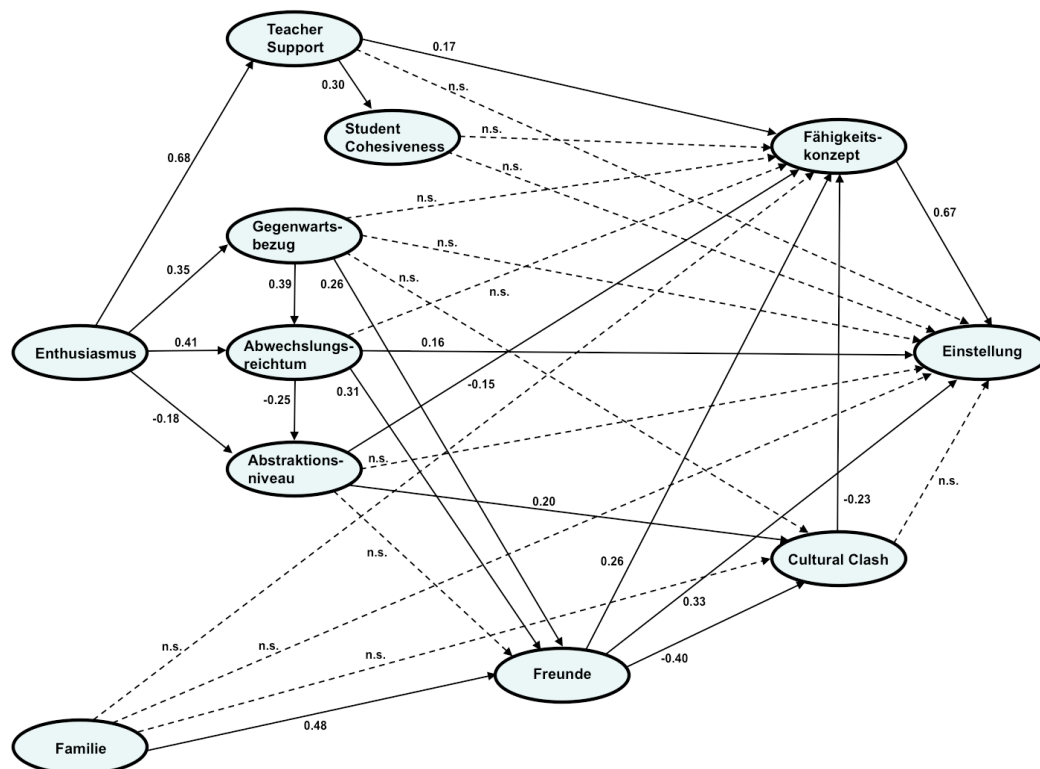 Teacher
Support
0.17
n.s.
0.30
Student
Cohesiveness
n.s.
Fähigkeits-
konzept
0.68
n.s.
n.s.
Gegenwarts-
bezug
n.s.
0.67
0.35
0.39
0.26
n.s.
n.s.
Enthusiasmus
0.41
Abwechslungs-
reichtum
0.16
Einstellung
-0.15
-0.25
0.31
-0.18
Abstraktions-
niveau
n.s.
0.20
-0.23
n.s.
n.s.
0.26
Cultural Clash
0.33
n.s.
n.s.
n.s.
-0.40
Freunde
0.48
Familie